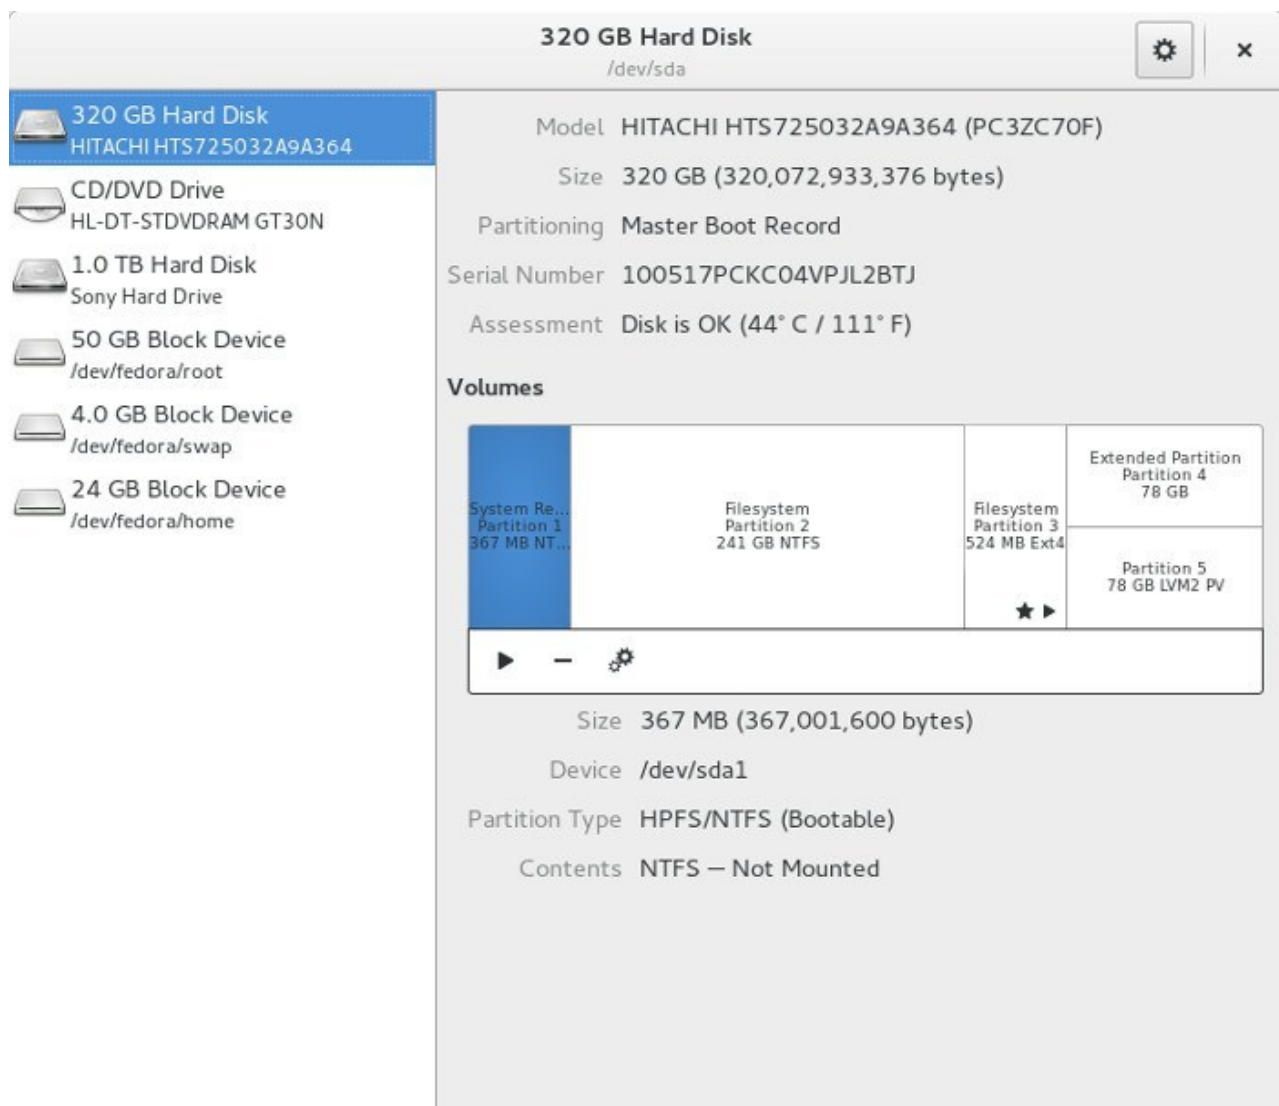 320 GB Hard Disk
/dev/sda
320 GB Hard Disk
HITACHI HTS725032A9A364
CD/DVD Drive
HL-DT-STDVDRAM GT30N
1.0 TB Hard Disk
Sony Hard Drive
50 GB Block Device
/dev/fedora/root
4.0 GB Block Device
/dev/fedora/swap
24 GB Block Device
/dev/fedora/home
Model HITACHI HTS725032A9A364 (PC3ZC70F)
Size 320 GB (320,072,933,376 bytes)
Partitioning Master Boot Record
Serial Number 100517PCKC04VPJL2BTJ
Assessment Disk is OK (44° C / 111° F)
Volumes
System Re...
Partition 1
367 MB NT...
Filesystem
Partition 2
241 GB NTFS
Filesystem
Partition 3
524 MB Ext4
Extended Partition
Partition 4
78 GB
Partition 5
78 GB LVM2 PV
Size 367 MB (367,001,600 bytes)
Device /dev/sda1
Partition Type HPFS/NTFS (Bootable)
Contents NTFS — Not Mounted